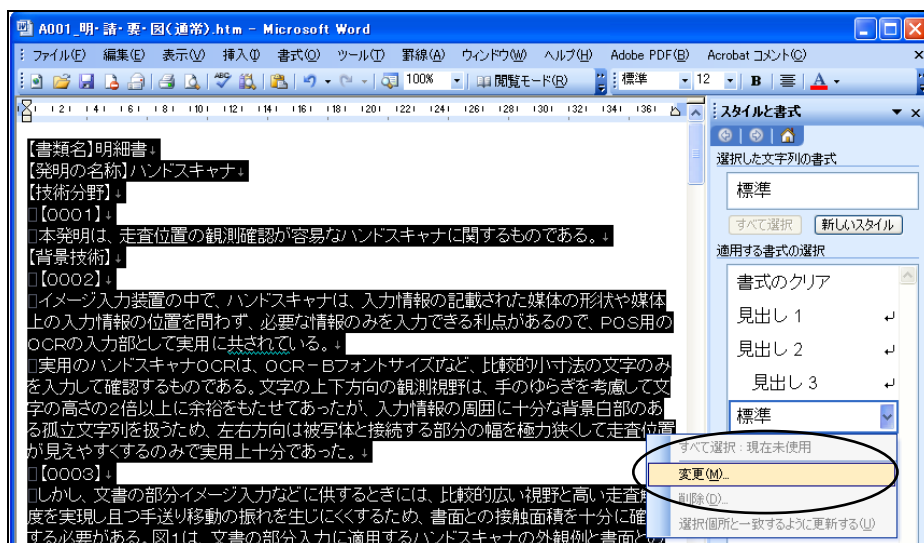 A001_明・請・要・図(通常).htm - Microsoft Word
ファイル(F) 編集(E) 表示(V) 挿入(I) 書式(O) ツール(T) 罫線(A) ウィンドウ(W) ヘルプ(H) Adobe PDF(B) Acrobat コメント(C)
100% 閲覧モード(R) 標準 12 B A
2 4 6 8 10 12 14 16 18 20 22 24 26 28 30 32 34 36
スタイルと書式
選択した文字列の書式
標準
すべて選択 新しいスタイル
適用する書式の選択
書式のクリア
見出し 1
見出し 2
見出し 3
標準
すべて選択 : 現在未使用
変更(M)...
削除(D)...
選択個所と一致するように更新する(U)
【書類名】明細書
【発明の名称】ハンドスキャナ
【技術分野】
【0001】
本発明は、走査位置の観測確認が容易なハンドスキャナに関するものである。
【背景技術】
【0002】
イメージ入力装置の中で、ハンドスキャナは、入力情報の記載された媒体の形状や媒体
上の入力情報の位置を問わず、必要な情報のみを入力できる利点があるので、POS用の
OCRの入力部として実用に共されている。
実用のハンドスキャナOCRは、OCR-Bフォントサイズなど、比較的小寸法の文字のみ
を入力して確認するものである。文字の上下方向の観測視野は、手のゆらぎを考慮して文
字の高さの2倍以上に余裕をもたせてあったが、入力情報の周囲に十分な背景白部のあ
る孤立文字列を扱うため、左右方向は被写体と接続する部分の幅を極力狭くして走査位置
が見えやすくするのみで実用上十分であった。
【0003】
しかし、文書の部分イメージ入力などに供するときには、比較的広い視野と高い走査
度を実現し且つ手送り移動の振れを生じにくくするため、書面との接触面積を十分に確
する必要がある。図1は、文書の部分入力に適用するハンドスキャナの外観例と書面との